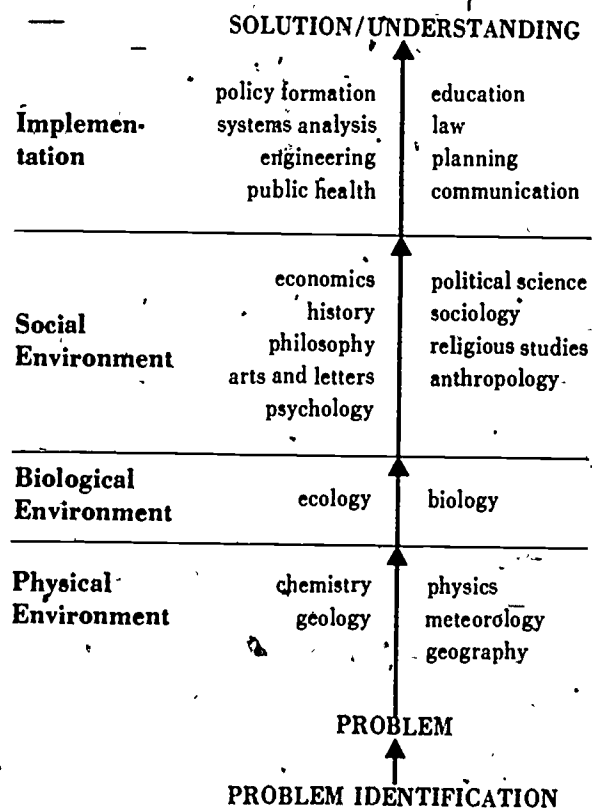 SOLUTION/UNDERSTANDING
Implemen-
tation
policy formation education
systems analysis law
engineering planning
public health communication
Social
Environment
economics political science
history sociology
philosophy religious studies
arts and letters anthropology
psychology
Biological
Environment
ecology biology
Physical
Environment
chemistry physics
geology meteorology
geography
PROBLEM
PROBLEM IDENTIFICATION